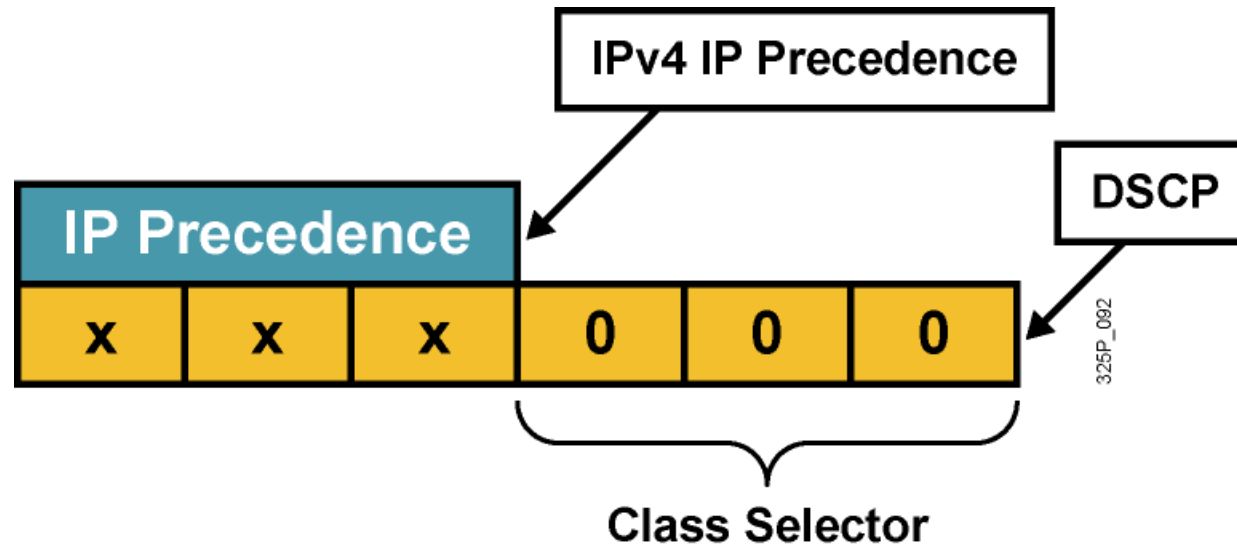 IPv4 IP Precedence
DSCP
IP Precedence
x x x 0 0 0
325P_092
Class Selector